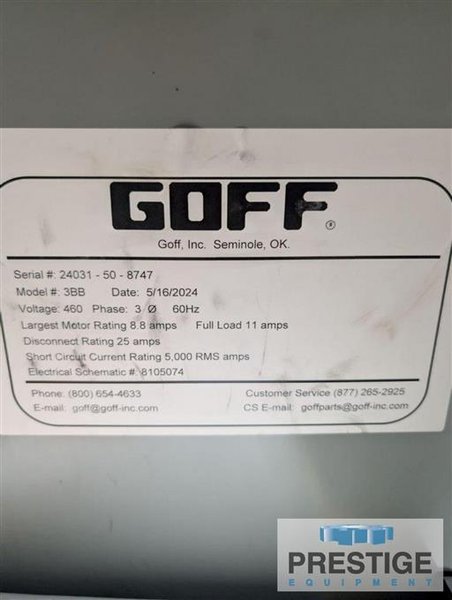 GOFF®
Goff, Inc. Seminole, OK.
Serial #: 24031 - 50 - 8747
Model #: 3BB Date: 5/16/2024
Voltage: 460 Phase: 3 Ø 60Hz
Largest Motor Rating 8.8 amps Full Load 11 amps
Disconnect Rating 25 amps
Short Circuit Current Rating 5,000 RMS amps
Electrical Schematic #: 8105074
Phone: (800) 654-4633 Customer Service (877) 265-2925
E-mail: goff@goff-inc.com CS E-mail: goffparts@goff-inc.com
PRESTIGE
EQUIPMENT